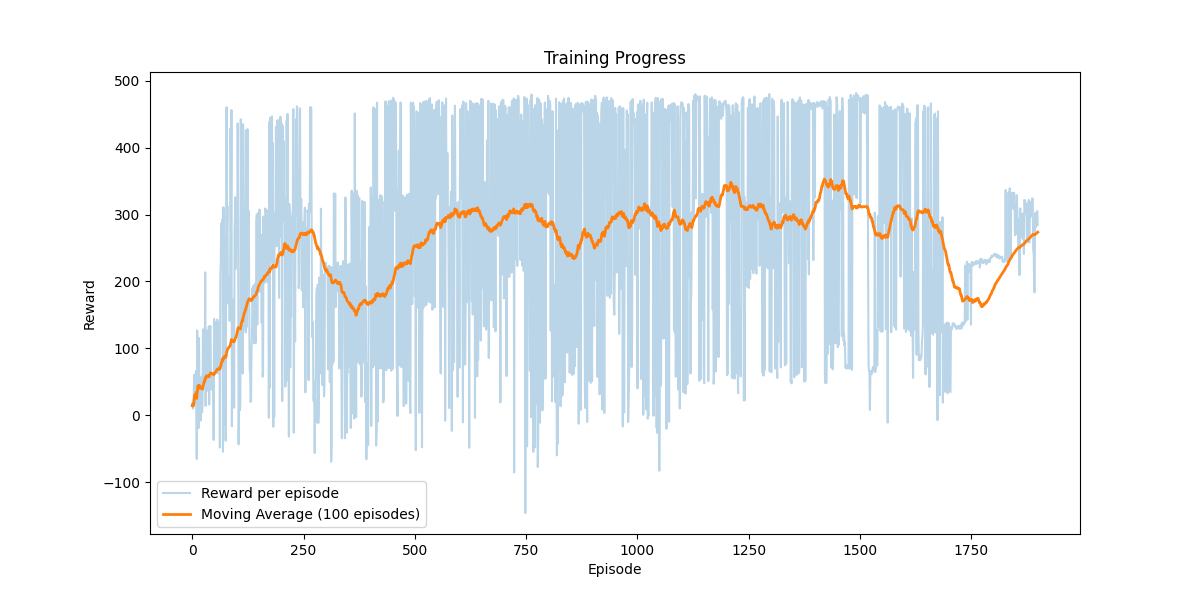 Training Progress
500
400
300
200
100
0
−100
Reward
Reward per episode
Moving Average (100 episodes)
0 250 500 750 1000 1250 1500 1750
Episode